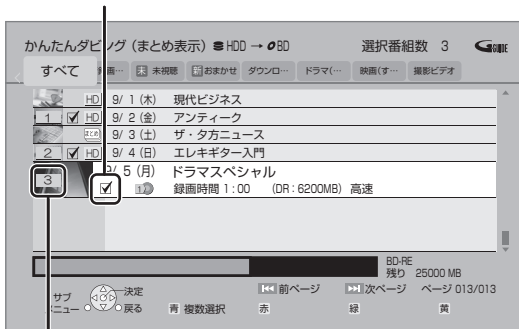 かんたんダビング (まとめ表示) HDD → BD 選択番組数 3 GGUIDE
すべて 画… 未 未視聴 新 おまかせ ダウンロ… ドラマ(… 映画(す… 撮影ビデオ
HD 9/ 1 (木) 現代ビジネス
1 HD 9/ 2 (金) アンティーク
まとめ 9/ 3 (土) ザ・夕方ニュース
2 HD 9/ 4 (日) エレキギター入門
3 9/ 5 (月) ドラマスペシャル
録画時間 1:00 (DR:6200MB) 高速
BD-RE
残り 25000 MB
サブ メニュー 決定 戻る 青 複数選択 前ページ 赤 次ページ 緑 ページ 013/013 黄